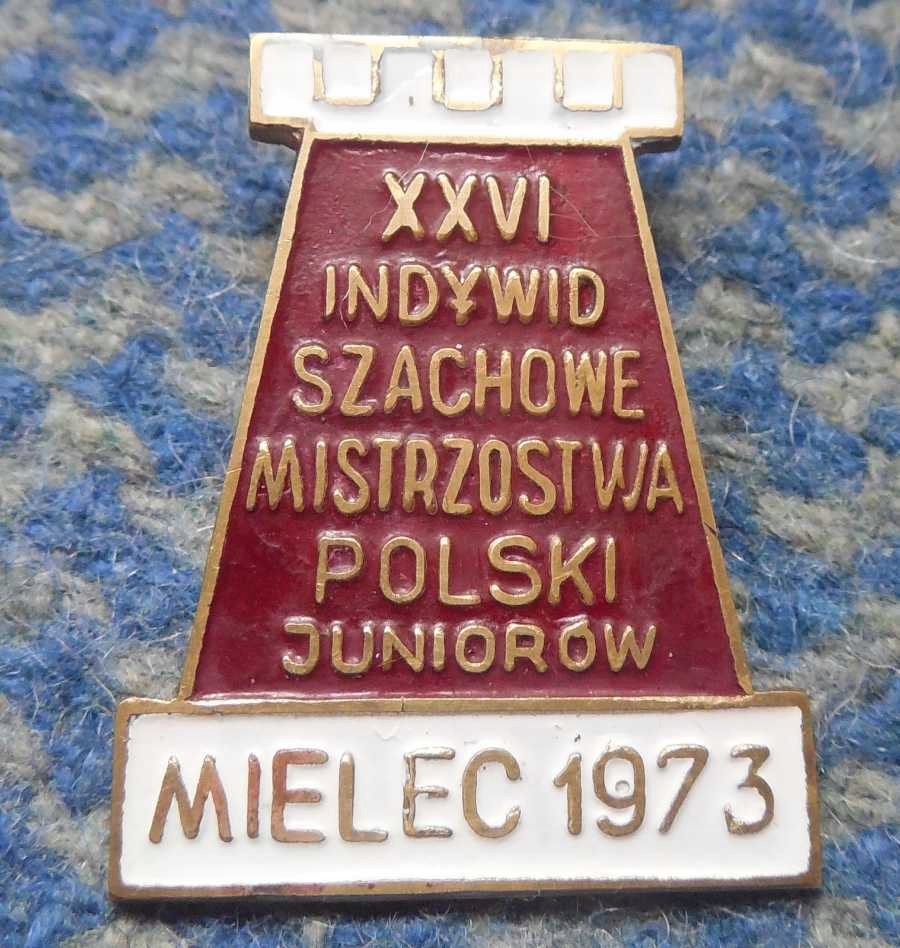 XXVI
INDYWID
SZACHOWE
MISTRZOSTWA
POLSKI
JUNIORÓW
MIELEC 1973